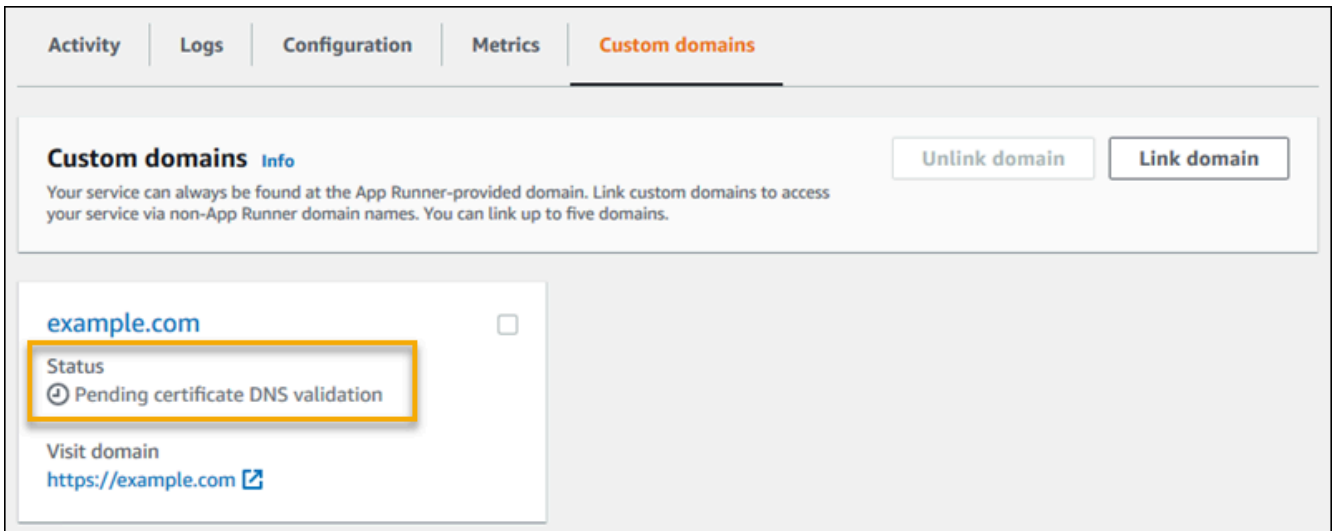 Activity Logs Configuration Metrics Custom domains
Custom domains Info Unlink domain Link domain
Your service can always be found at the App Runner-provided domain. Link custom domains to access
your service via non-App Runner domain names. You can link up to five domains.
example.com
Status
Pending certificate DNS validation
Visit domain
https://example.com